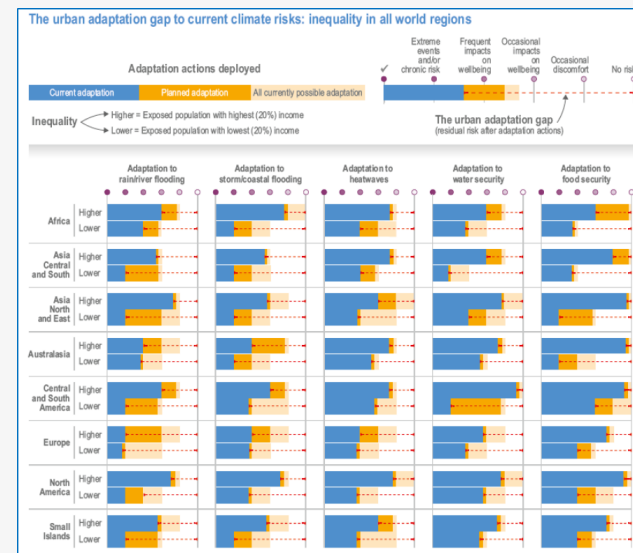 The urban adaptation gap to current climate risks: inequality in all world regions
Adaptation actions deployed
Current adaptation
Planned adaptation
All currently possible adaptation
Inequality
Higher = Exposed population with highest (20%) income
Lower = Exposed population with lowest (20%) income
✓
Extreme
events
and/or
chronic risk
Frequent
impacts
on
wellbeing
Occasional
impacts
on
wellbeing
Occasional
discomfort
No risk
The urban adaptation gap
(residual risk after adaptation actions)
Adaptation to
rain/river flooding
Adaptation to
storm/coastal flooding
Adaptation to
heatwaves
Adaptation to
water security
Adaptation to
food security
Africa
Higher
Lower
Asia
Central
and South
Higher
Lower
Asia
North
and East
Higher
Lower
Australasia
Higher
Lower
Central
and South
America
Higher
Lower
Europe
Higher
Lower
North
America
Higher
Lower
Small
Islands
Higher
Lower